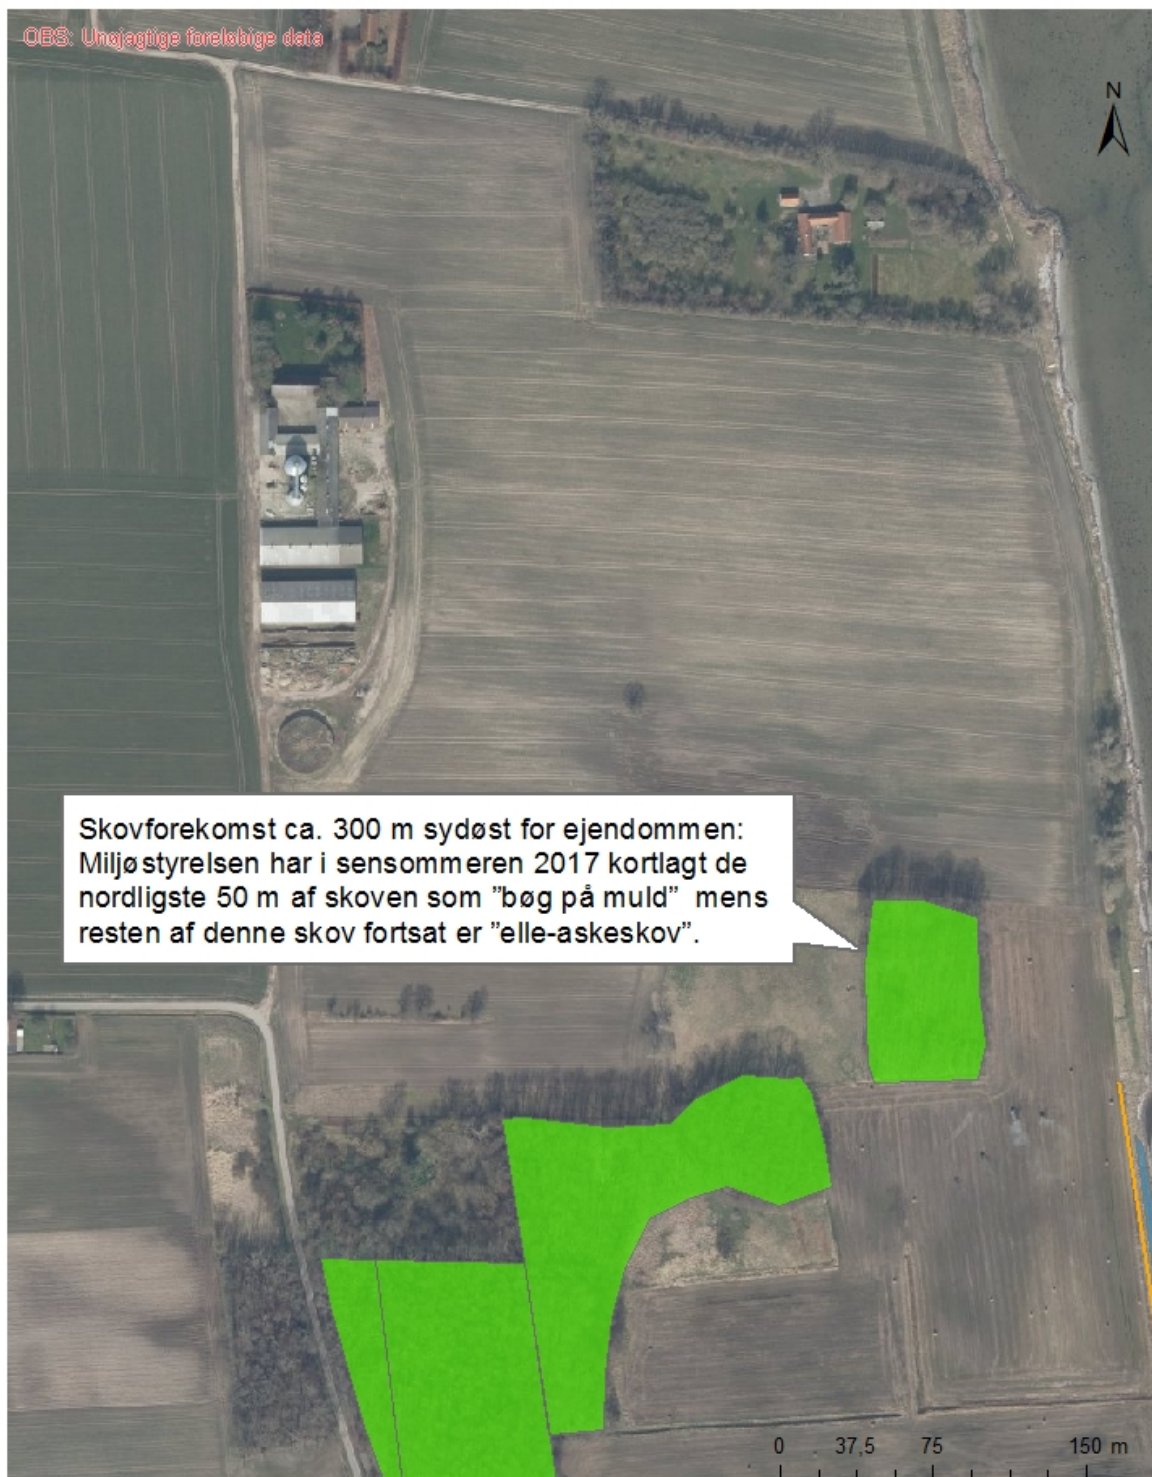 OBS: Unøjagtige foreløbige data
N
Skovforekomst ca. 300 m sydøst for ejendommen:
Miljøstyrelsen har i sensommeren 2017 kortlagt de
nordligste 50 m af skoven som ”bøg på muld” mens
resten af denne skov fortsat er ”elle-askeskov”.
0 37,5 75 150 m